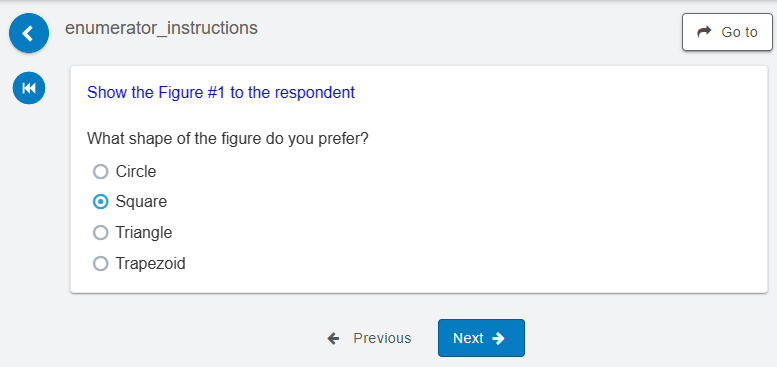 enumerator_instructions
Go to
Show the Figure #1 to the respondent
What shape of the figure do you prefer?
Circle
Square
Triangle
Trapezoid
Previous
Next